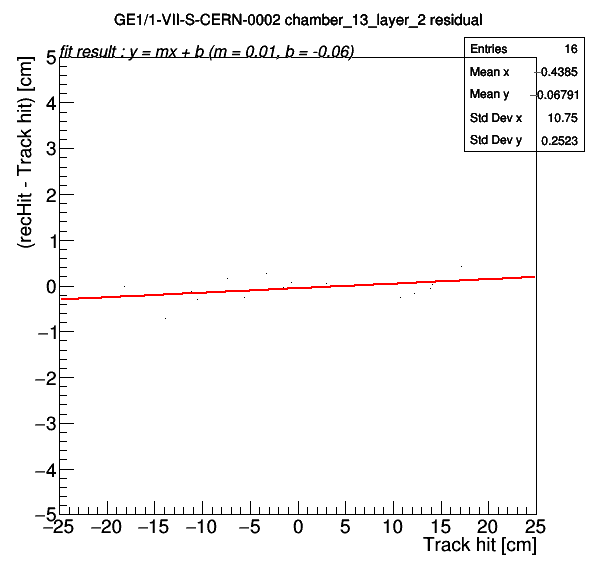 GE1/1-VII-S-CERN-0002 chamber_13_layer_2 residual
fit result : y = mx + b (m = 0.01, b = -0.06)
Entries 16
Mean x −0.4385
Mean y −0.06791
Std Dev x 10.75
Std Dev y 0.2523
(recHit - Track hit) [cm]
5
4
3
2
1
0
−1
−2
−3
−4
−5
−25 −20 −15 −10 −5 0 5 10 15 20 25
Track hit [cm]